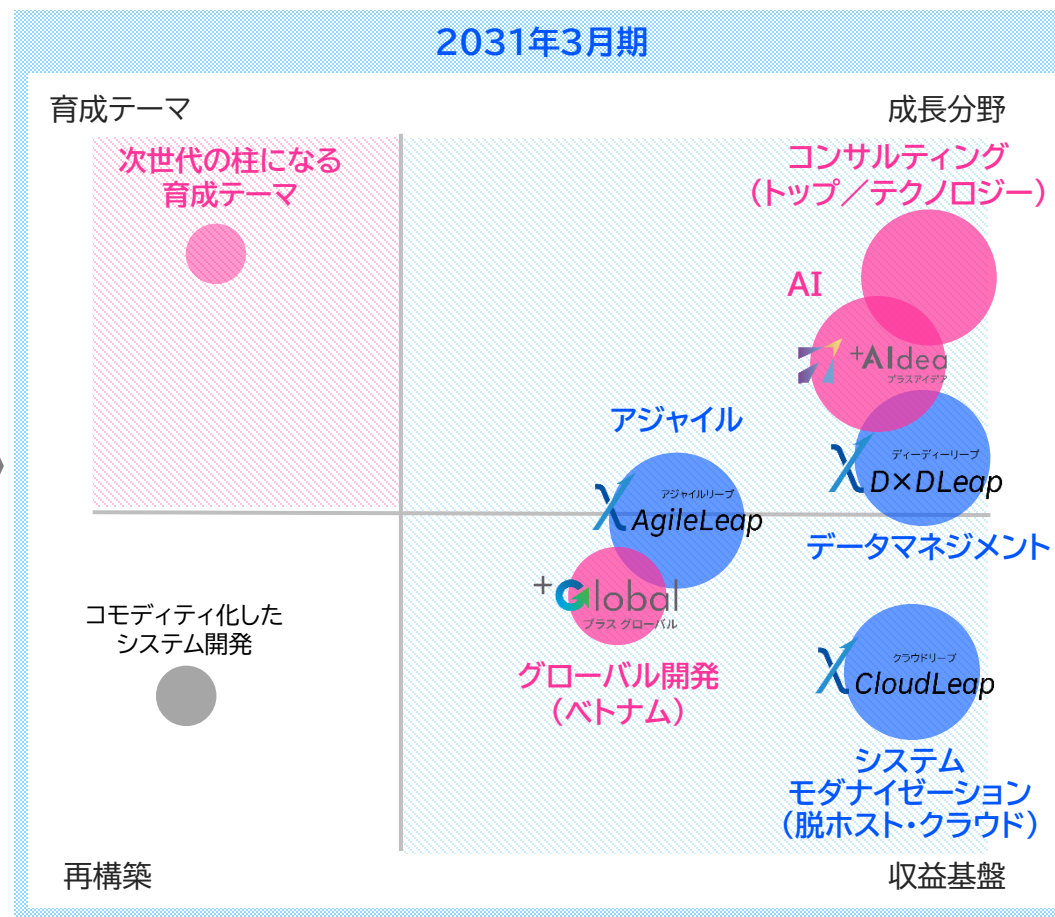 2031年3月期
育成テーマ
成長分野
次世代の柱になる
育成テーマ
コンサルティング
（トップ／テクノロジー）
AI
+AIdea
プラスアイデア
アジャイル
アジャイルリープ
AgileLeap
ディーディーリープ
D×DLeap
データマネジメント
+Global
プラス グローバル
グローバル開発
（ベトナム）
コモディティ化した
システム開発
クラウドリープ
CloudLeap
システム
モダナイゼーション
（脱ホスト・クラウド）
再構築
収益基盤